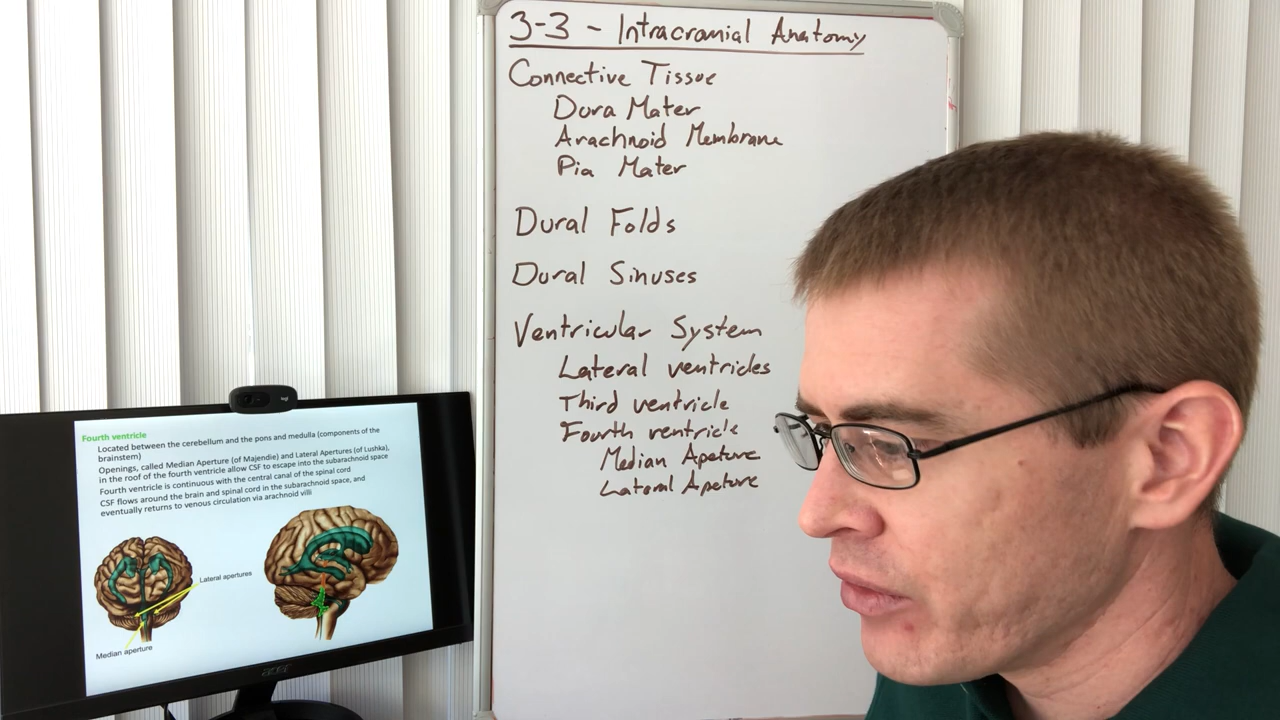 3-3 - Intracranial Anatomy
Connective Tissue
Dura Mater
Arachnoid Membrane
Pia Mater
Dural Folds
Dural Sinuses
Ventricular System
Lateral ventricles
Third ventricle
Fourth ventricle
Median Apeture
Lateral Apeture
Fourth ventricle
Located between the cerebellum and the pons and medulla (components of the
brainstem)
Openings, called Median Aperture (of Majendie) and Lateral Apertures (of Lushka),
in the roof of the fourth ventricle allow CSF to escape into the subarachnoid space
Fourth ventricle is continuous with the central canal of the spinal cord
CSF flows around the brain and spinal cord in the subarachnoid space, and
eventually returns to venous circulation via arachnoid villi
Lateral apertures
Median aperture
logi
acer